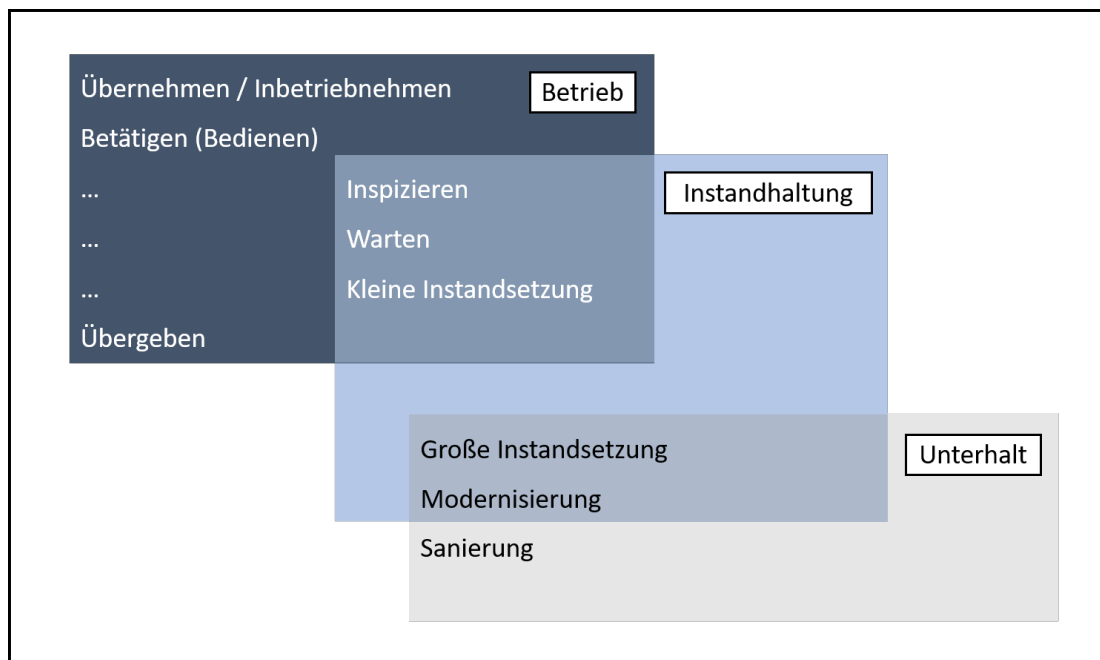 Übernehmen / Inbetriebnehmen
Betrieb
Betätigen (Bedienen)
...
Inspizieren
Instandhaltung
...
Warten
...
Kleine Instandsetzung
Übergeben
Große Instandsetzung
Unterhalt
Modernisierung
Sanierung